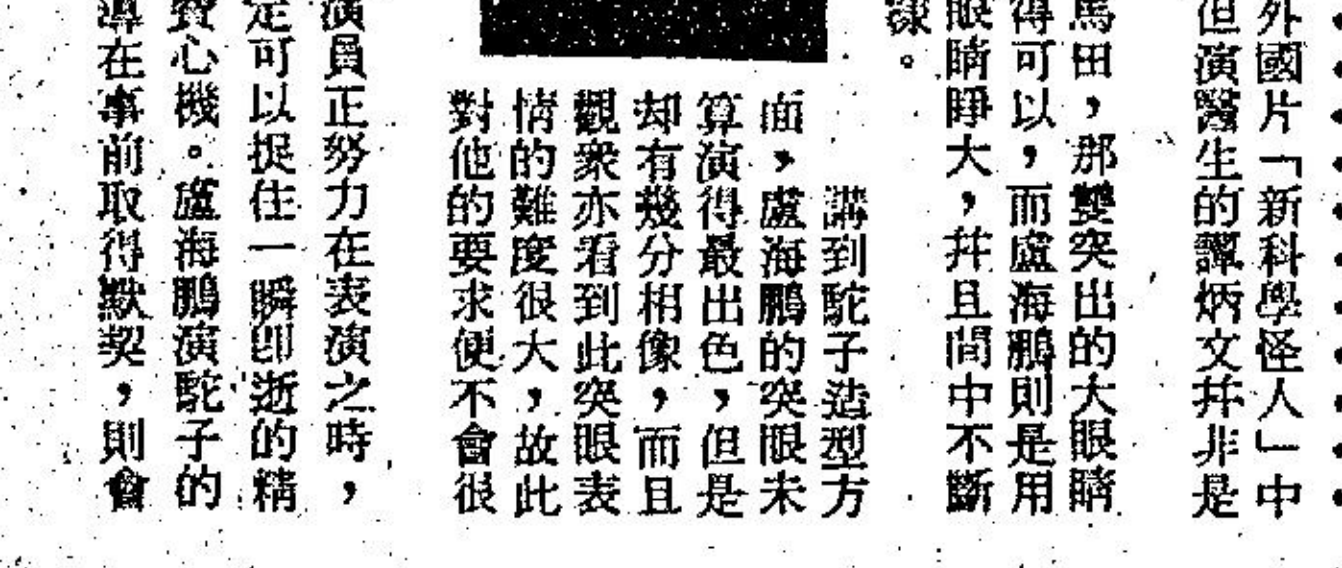 外國片「新科學怪人」中
但演醫生的譚炳文幷非是
馬田，那雙突出的大眼睛
得可以，而盧海鵬則是用
眼睛睜大，幷且間中不斷
。
講到駝子造型方
面，盧海鵬的突眼未
算演得最出色，但是
却有幾分相像，而且
觀衆亦看到此突眼表
情的難度很大，故此
對他的要求便不會很
演員正努力在表演之時，
定可以捉住一瞬即逝的精
費心機。盧海鵬演駝子的
導在事前取得默契，則會